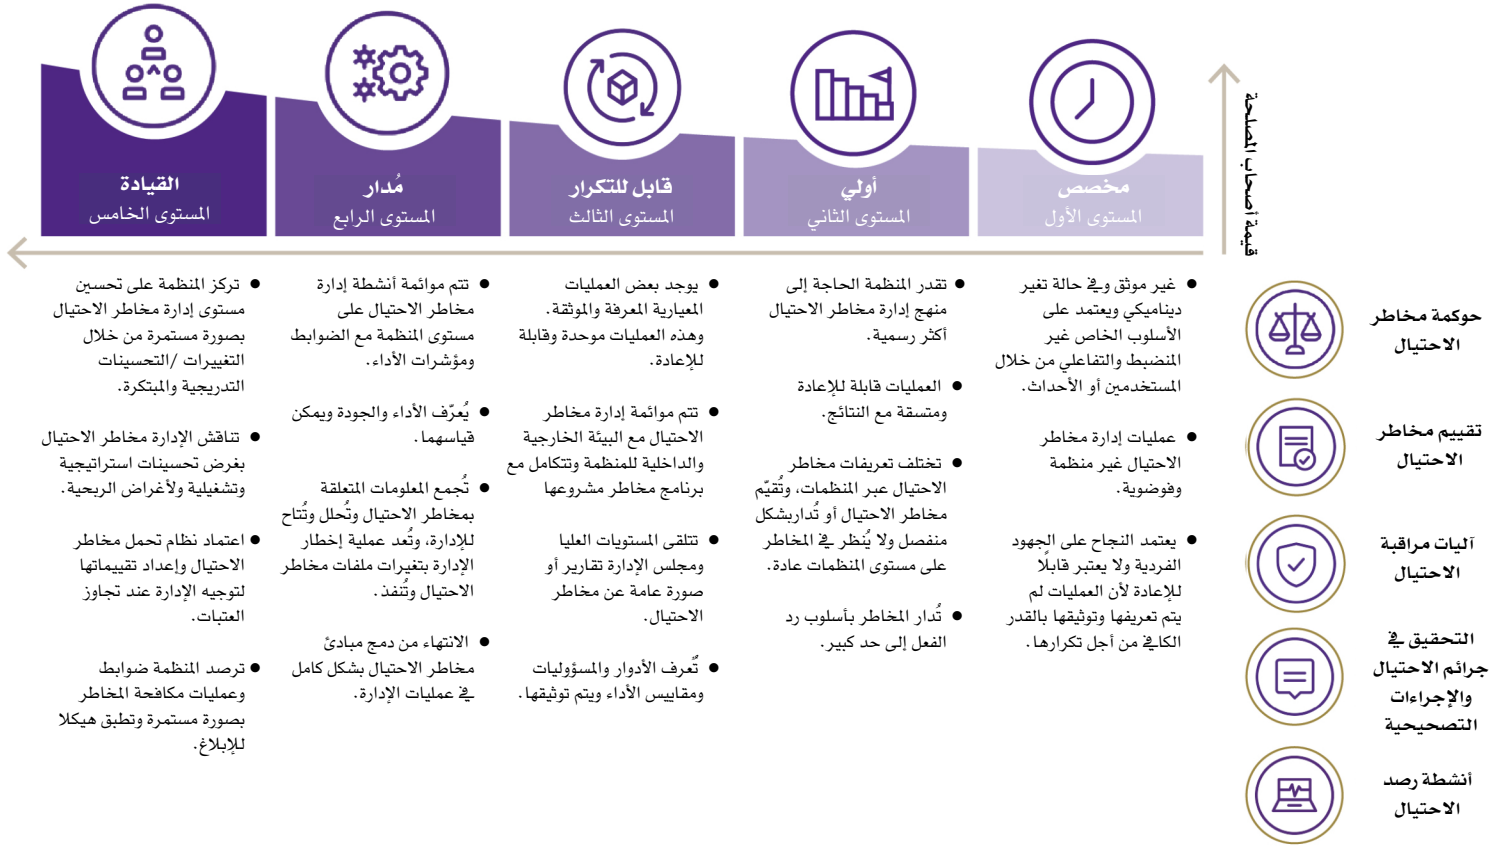 قيمة أصحاب المصلحة
مخصص
المستوى الأول
أولي
المستوى الثاني
قابل للتكرار
المستوى الثالث
مُدار
المستوى الرابع
القيادة
المستوى الخامس
حوكمة مخاطر
الاحتيال
تقييم مخاطر
الاحتيال
آليات مراقبة
الاحتيال
التحقيق في
جرائم الاحتيال
والإجراءات
التصحيحية
أنشطة رصد
الاحتيال
● غير موثق وفي حالة تغير
ديناميكي ويعتمد على
الأسلوب الخاص غير
المنضبط والتفاعلي من خلال
المستخدمين أو الأحداث.
● عمليات إدارة مخاطر
الاحتيال غير منظمة
وفوضوية.
● يعتمد النجاح على الجهود
الفردية ولا يعتبر قابلًا
للإعادة لأن العمليات لم
يتم تعريفها وتوثيقها بالقدر
الكافي من أجل تكرارها.
● تقدر المنظمة الحاجة إلى
منهج إدارة مخاطر الاحتيال
أكثر رسمية.
● العمليات قابلة للإعادة
ومتسقة مع النتائج.
● تختلف تعريفات مخاطر
الاحتيال عبر المنظمات، وتُقيّم
مخاطر الاحتيال أو تُداربشكل
منفصل ولا يُنظر في المخاطر
على مستوى المنظمات عادة.
● تُدار المخاطر بأسلوب رد
الفعل إلى حد كبير.
● يوجد بعض العمليات
المعيارية المعرفة والموثقة.
وهذه العمليات موحدة وقابلة
للإعادة.
● تتم موائمة إدارة مخاطر
الاحتيال مع البيئة الخارجية
والداخلية للمنظمة وتتكامل مع
برنامج مخاطر مشروعها
● تتلقى المستويات العليا
ومجلس الإدارة تقارير أو
صورة عامة عن مخاطر
الاحتيال.
● تُعرف الأدوار والمسؤوليات
ومقاييس الأداء ويتم توثيقها.
● تتم موائمة أنشطة إدارة
مخاطر الاحتيال على
مستوى المنظمة مع الضوابط
ومؤشرات الأداء.
● يُعرّف الأداء والجودة ويمكن
قياسهما.
● تُجمع المعلومات المتعلقة
بمخاطر الاحتيال وتُحلل وتُتاح
للإدارة، وتُعد عملية إخطار
الإدارة بتغيرات ملفات مخاطر
الاحتيال وتُنفذ.
● الانتهاء من دمج مبادئ
مخاطر الاحتيال بشكل كامل
في عمليات الإدارة.
● تركز المنظمة على تحسين
مستوى إدارة مخاطر الاحتيال
بصورة مستمرة من خلال
التغييرات /التحسينات
التدريجية والمبتكرة.
● تناقش الإدارة مخاطر الاحتيال
بغرض تحسينات استراتيجية
وتشغيلية ولأغراض الربحية.
● اعتماد نظام تحمل مخاطر
الاحتيال وإعداد تقييماتها
لتوجيه الإدارة عند تجاوز
العتبات.
● ترصد المنظمة ضوابط
وعمليات مكافحة المخاطر
بصورة مستمرة وتطبق هيكلا
للإبلاغ.